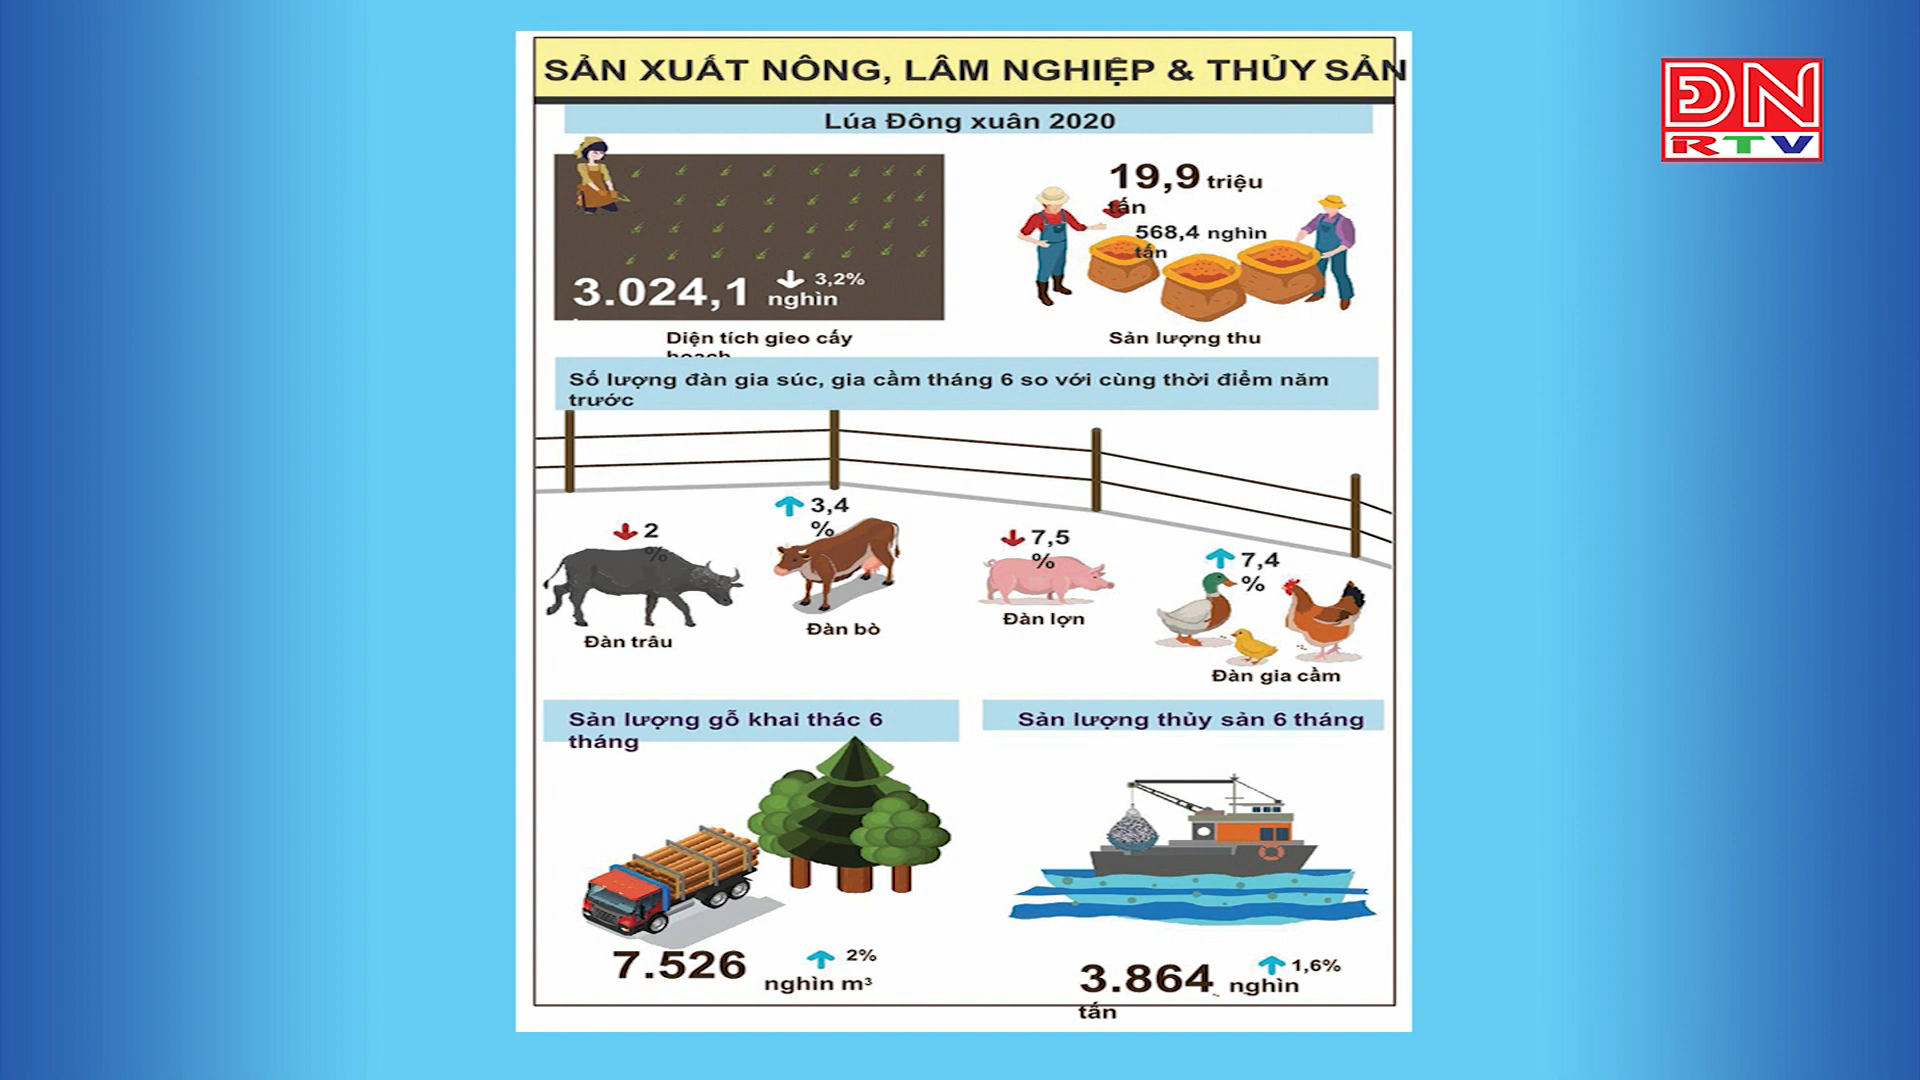 SẢN XUẤT NÔNG, LÂM NGHIỆP & THỦY SẢN
ĐN
RTV
Lúa Đông xuân 2020
3.024,1 nghìn
3,2%
Diện tích gieo cấy
hoạch
19,9 triệu
tấn
568,4 nghìn
tấn
Sản lượng thu
Số lượng đàn gia súc, gia cầm tháng 6 so với cùng thời điểm năm
trước
2
%
Đàn trâu
3,4
%
Đàn bò
7,5
%
Đàn lợn
7,4
%
Đàn gia cầm
Sản lượng gỗ khai thác 6
tháng
7.526
2%
nghìn m³
Sản lượng thủy sản 6 tháng
3.864 nghìn
1,6%
tấn